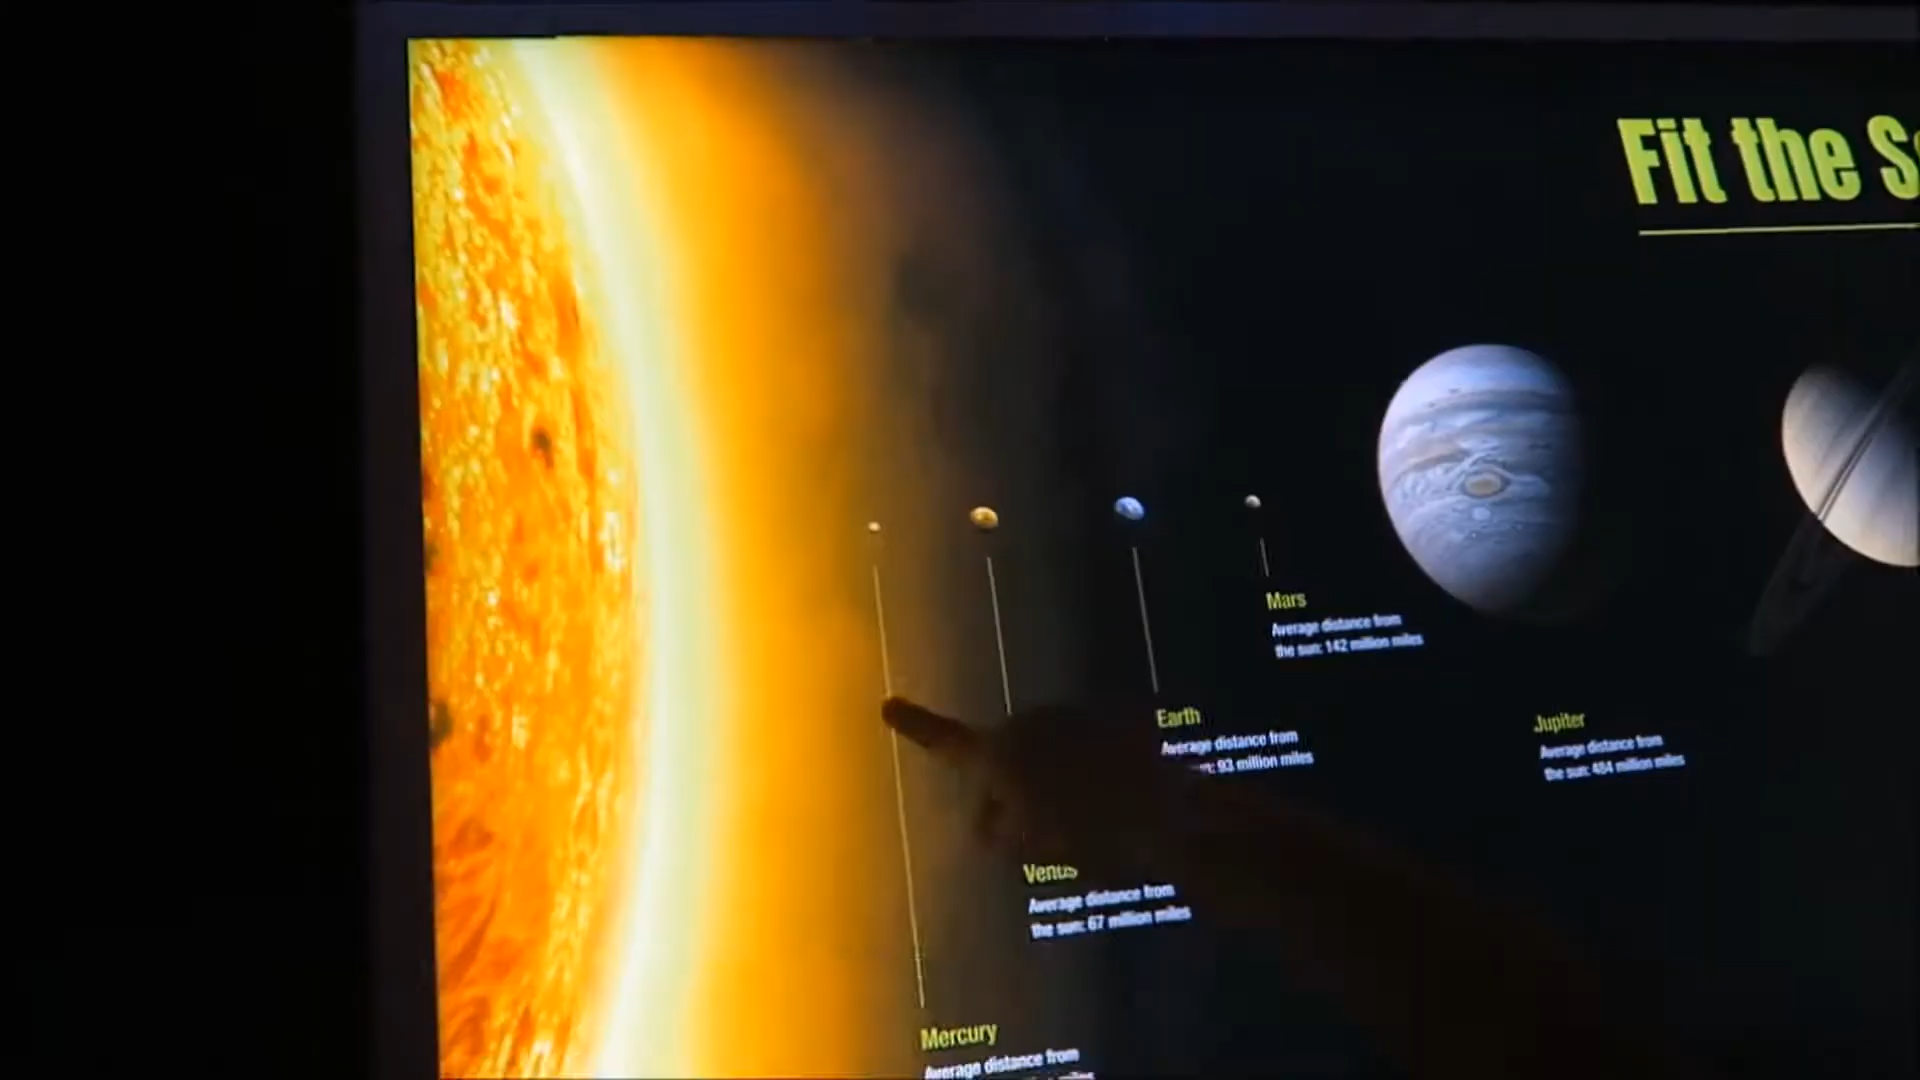 Fit the S
Mars
Average distance from
the sun: 142 million miles
Earth
Average distance from
93 million miles
Jupiter
Average distance from
the sun: 484 million miles
Venus
Average distance from
the sun: 67 million miles
Mercury
Average distance from
miles